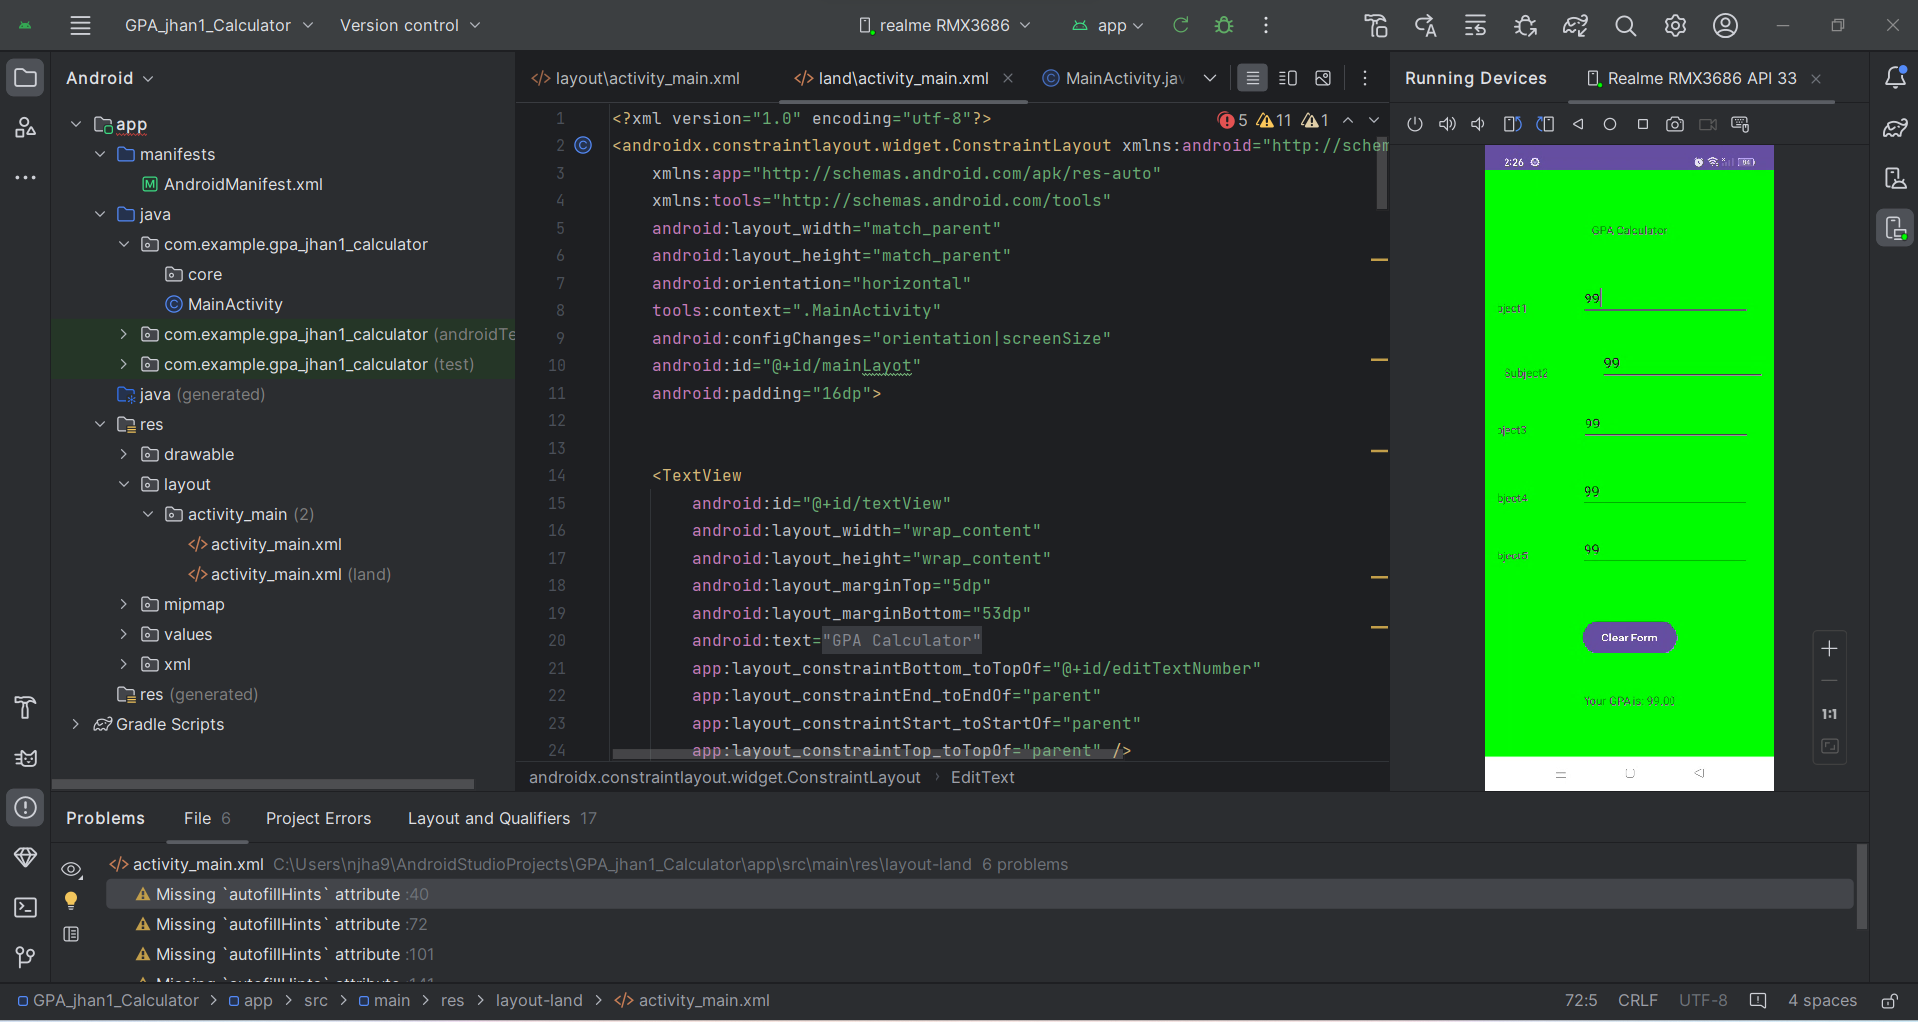 GPA_jhan1_Calculator
Version control
realme RMX3686
app
Android
app
manifests
AndroidManifest.xml
java
com.example.gpa_jhan1_calculator
core
MainActivity
com.example.gpa_jhan1_calculator (androidTe
com.example.gpa_jhan1_calculator (test)
java (generated)
res
drawable
layout
activity_main (2)
activity_main.xml
activity_main.xml (land)
mipmap
values
xml
res (generated)
Gradle Scripts
layout\activity_main.xml
land\activity_main.xml
MainActivity.jav
5 11 1
1 <?xml version="1.0" encoding="utf-8"?>
2 <androidx.constraintlayout.widget.ConstraintLayout xmlns:android="http://schem
3 xmlns:app="http://schemas.android.com/apk/res-auto"
4 xmlns:tools="http://schemas.android.com/tools"
5 android:layout_width="match_parent"
6 android:layout_height="match_parent"
7 android:orientation="horizontal"
8 tools:context=".MainActivity"
9 android:configChanges="orientation|screenSize"
10 android:id="@+id/mainLayot"
11 android:padding="16dp">
12
13
14 <TextView
15 android:id="@+id/textView"
16 android:layout_width="wrap_content"
17 android:layout_height="wrap_content"
18 android:layout_marginTop="5dp"
19 android:layout_marginBottom="53dp"
20 android:text="GPA Calculator"
21 app:layout_constraintBottom_toTopOf="@+id/editTextNumber"
22 app:layout_constraintEnd_toEndOf="parent"
23 app:layout_constraintStart_toStartOf="parent"
24 app:layout_constraintTop_toTopOf="parent" />
androidx.constraintlayout.widget.ConstraintLayout › EditText
Running Devices
Realme RMX3686 API 33
2:26
GPA Calculator
bject1 99
Subject2 99
bject3 99
bject4 99
bject5 99
Clear Form
Your GPA is: 99.00
1:1
Problems
File 6
Project Errors
Layout and Qualifiers 17
activity_main.xml C:\Users\njha9\AndroidStudioProjects\GPA_jhan1_Calculator\app\src\main\res\layout-land 6 problems
Missing `autofillHints` attribute :40
Missing `autofillHints` attribute :72
Missing `autofillHints` attribute :101
Missing `autofillHints` attribute :141
GPA_jhan1_Calculator > app > src > main > res > layout-land > activity_main.xml
72:5 CRLF UTF-8 4 spaces